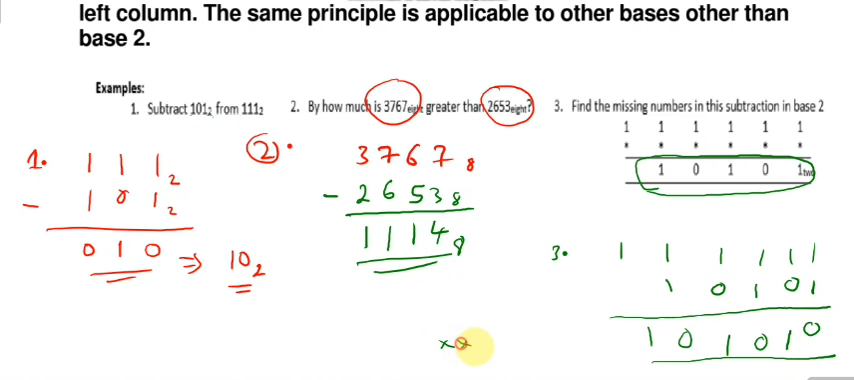 left column. The same principle is applicable to other bases other than
base 2.
Examples:
1. Subtract 101₂ from 111₂
2. By how much is 3767eight greater than 2653eight?
3. Find the missing numbers in this subtraction in base 2
1 1 1 1 1 1
* * * * * *
1 0 1 0 1two
1. 1 1 1₂
- 1 0 1₂
0 1 0 ⇒ 10₂
2.
3 7 6 7₈
- 2 6 5 3₈
1 1 1 4₈
3. 1 1 1 1 1 1
1 0 1 0 1
1 0 1 0 1 0